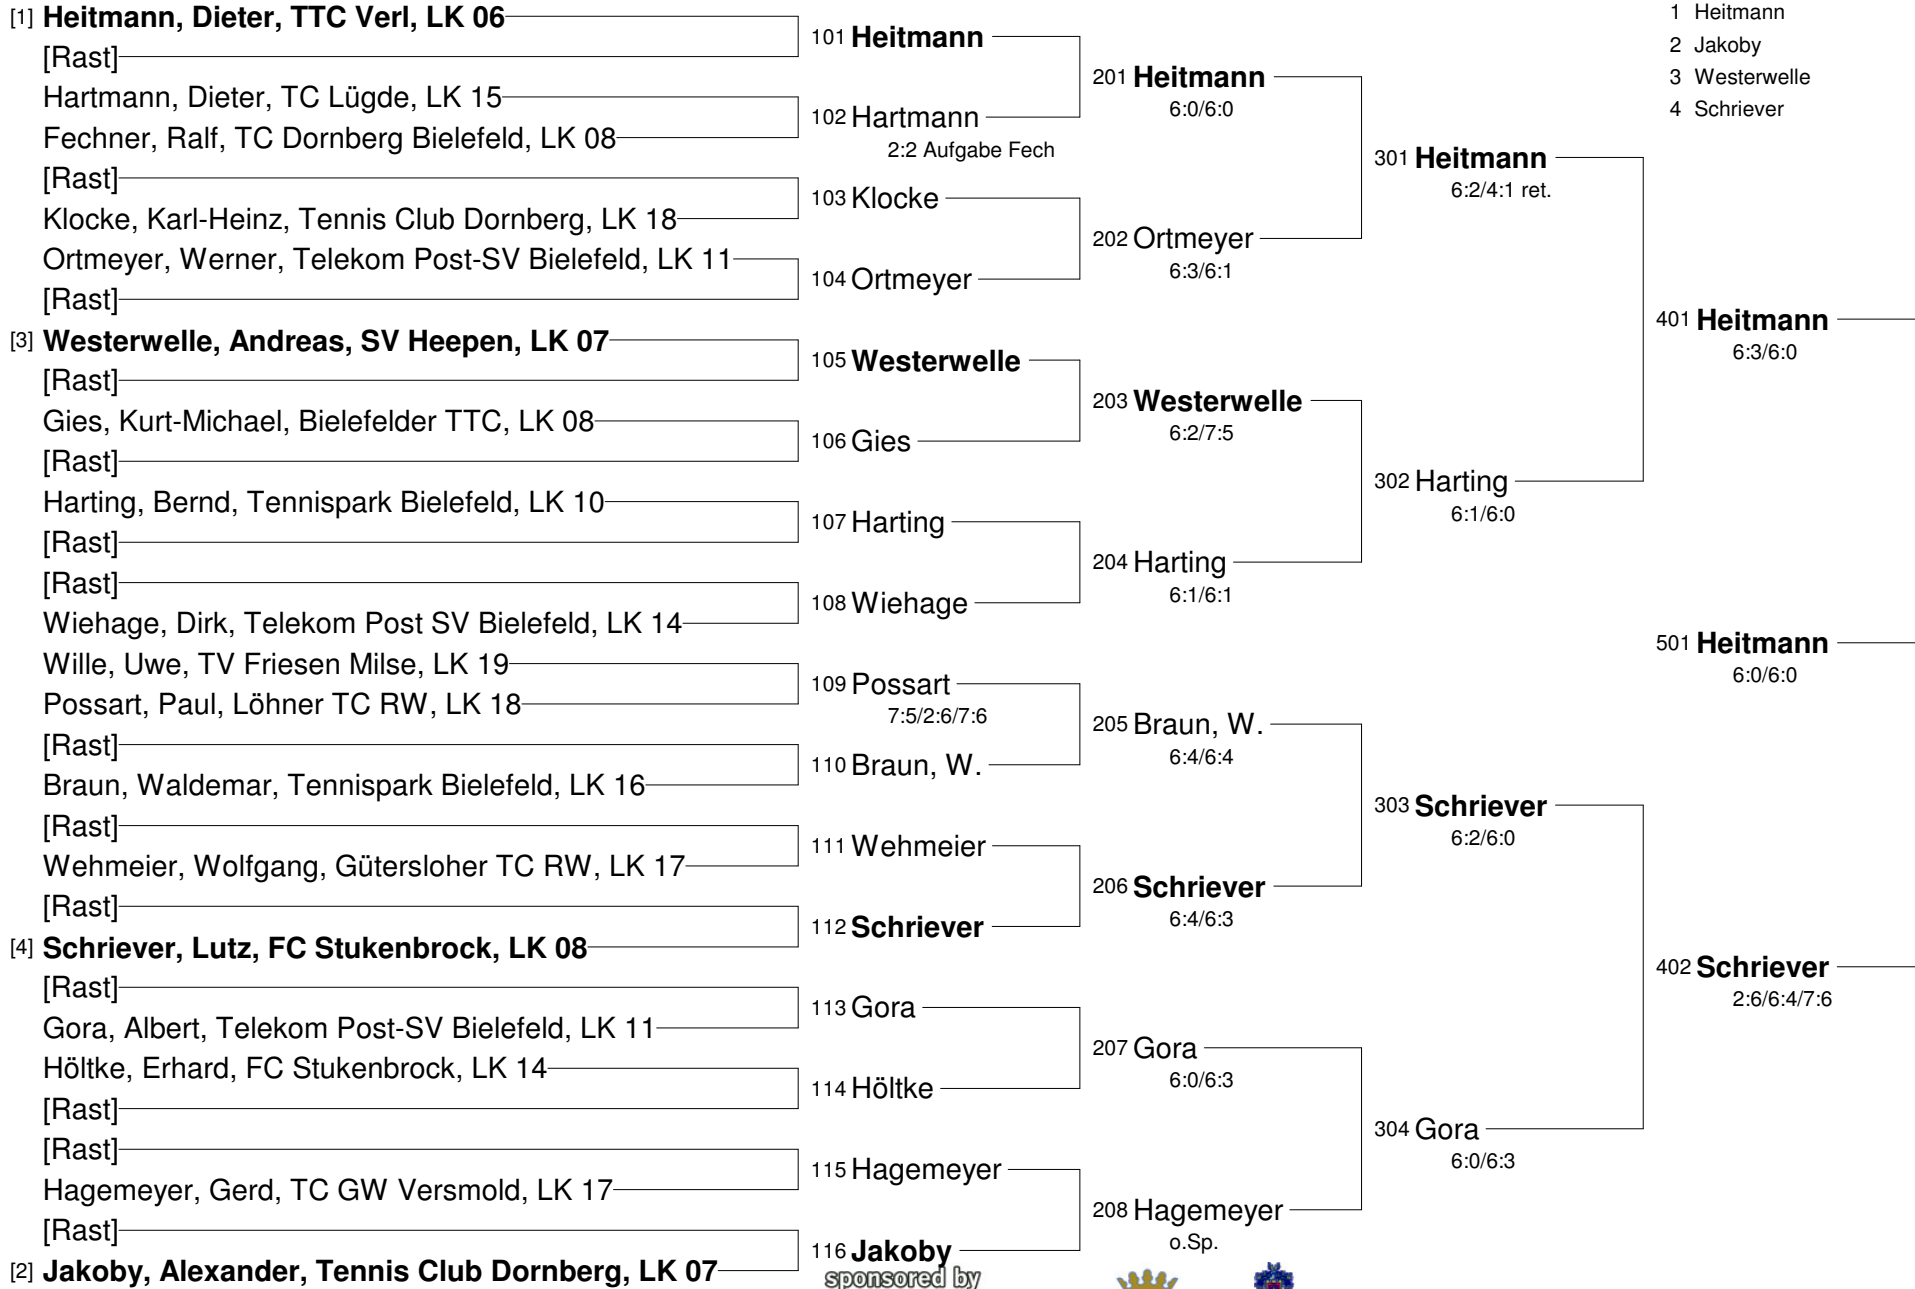 [1] Heitmann, Dieter, TTC Verl, LK 06
[Rast]
Hartmann, Dieter, TC Lügde, LK 15
Fechner, Ralf, TC Dornberg Bielefeld, LK 08
[Rast]
Klocke, Karl-Heinz, Tennis Club Dornberg, LK 18
Ortmeyer, Werner, Telekom Post-SV Bielefeld, LK 11
[Rast]
[3] Westerwelle, Andreas, SV Heepen, LK 07
[Rast]
Gies, Kurt-Michael, Bielefelder TTC, LK 08
[Rast]
Harting, Bernd, Tennispark Bielefeld, LK 10
[Rast]
[Rast]
Wiehage, Dirk, Telekom Post SV Bielefeld, LK 14
Wille, Uwe, TV Friesen Milse, LK 19
Possart, Paul, Löhner TC RW, LK 18
[Rast]
Braun, Waldemar, Tennispark Bielefeld, LK 16
[Rast]
Wehmeier, Wolfgang, Gütersloher TC RW, LK 17
[Rast]
[4] Schriever, Lutz, FC Stukenbrock, LK 08
[Rast]
Gora, Albert, Telekom Post-SV Bielefeld, LK 11
Höltke, Erhard, FC Stukenbrock, LK 14
[Rast]
[Rast]
Hagemeyer, Gerd, TC GW Versmold, LK 17
[Rast]
[2] Jakoby, Alexander, Tennis Club Dornberg, LK 07
101 Heitmann
102 Hartmann
2:2 Aufgabe Fech
103 Klocke
104 Ortmeyer
105 Westerwelle
106 Gies
107 Harting
108 Wiehage
109 Possart
7:5/2:6/7:6
110 Braun, W.
111 Wehmeier
112 Schriever
113 Gora
114 Höltke
115 Hagemeyer
116 Jakoby
sponsored by
201 Heitmann
6:0/6:0
202 Ortmeyer
6:3/6:1
203 Westerwelle
6:2/7:5
204 Harting
6:1/6:1
205 Braun, W.
6:4/6:4
206 Schriever
6:4/6:3
207 Gora
6:0/6:3
208 Hagemeyer
o.Sp.
301 Heitmann
6:2/4:1 ret.
302 Harting
6:1/6:0
303 Schriever
6:2/6:0
304 Gora
6:0/6:3
1 Heitmann
2 Jakoby
3 Westerwelle
4 Schriever
401 Heitmann
6:3/6:0
501 Heitmann
6:0/6:0
402 Schriever
2:6/6:4/7:6